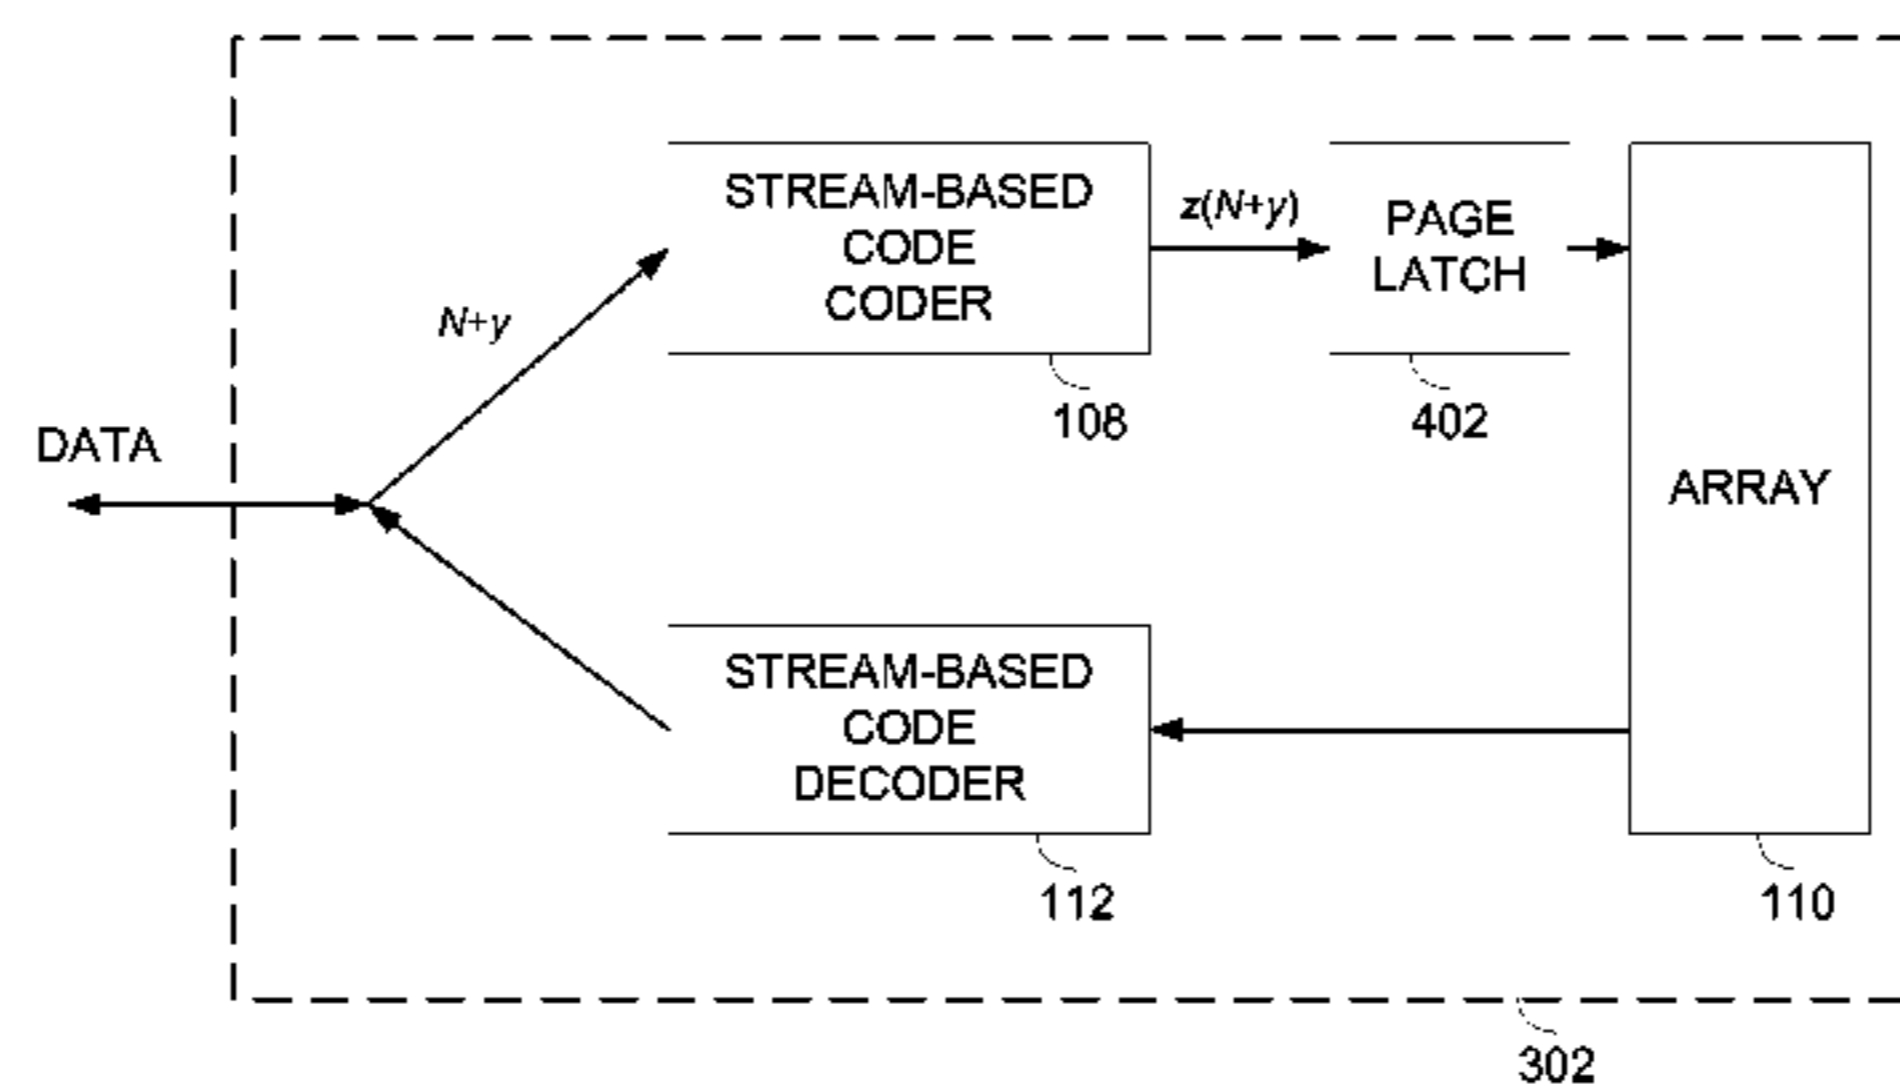 STREAM-BASED
CODE
CODER
z(N+y)
PAGE
LATCH
N+y
108
402
DATA
ARRAY
STREAM-BASED
CODE
DECODER
112
110
302